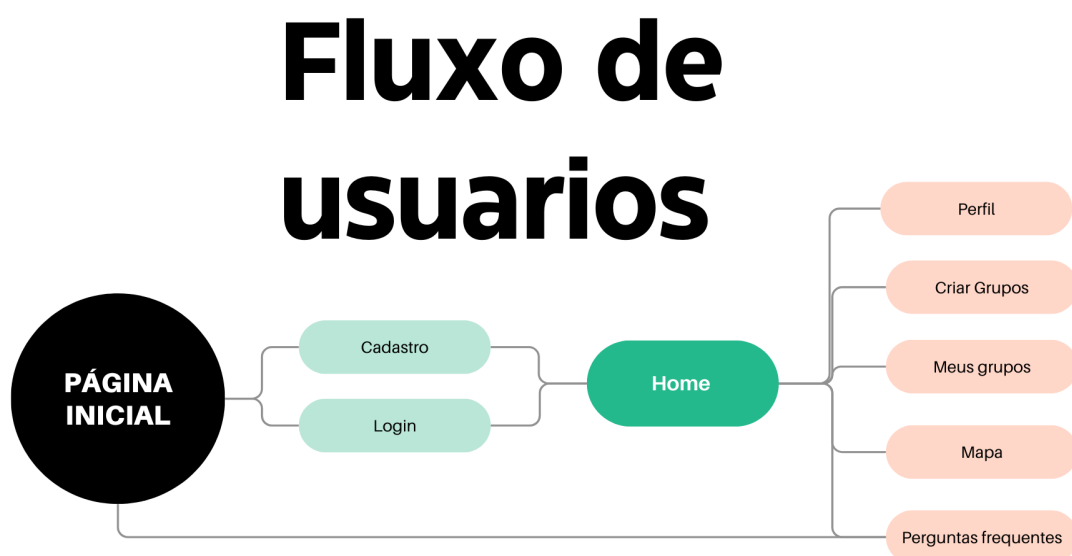 Fluxo de
usuarios
PÁGINA
INICIAL
Cadastro
Login
Home
Perfil
Criar Grupos
Meus grupos
Mapa
Perguntas frequentes